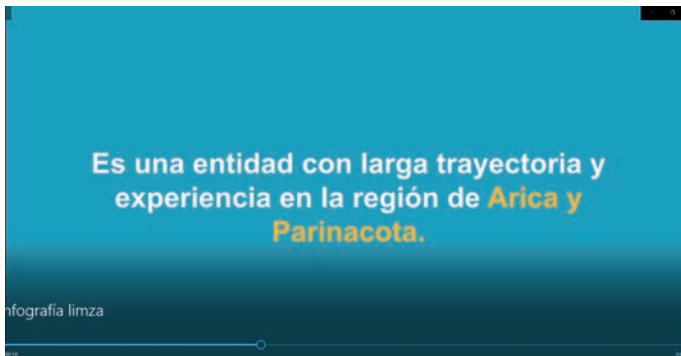 Es una entidad con larga trayectoria y
experiencia en la región de Arica y
Parinacota.
nfografía limza